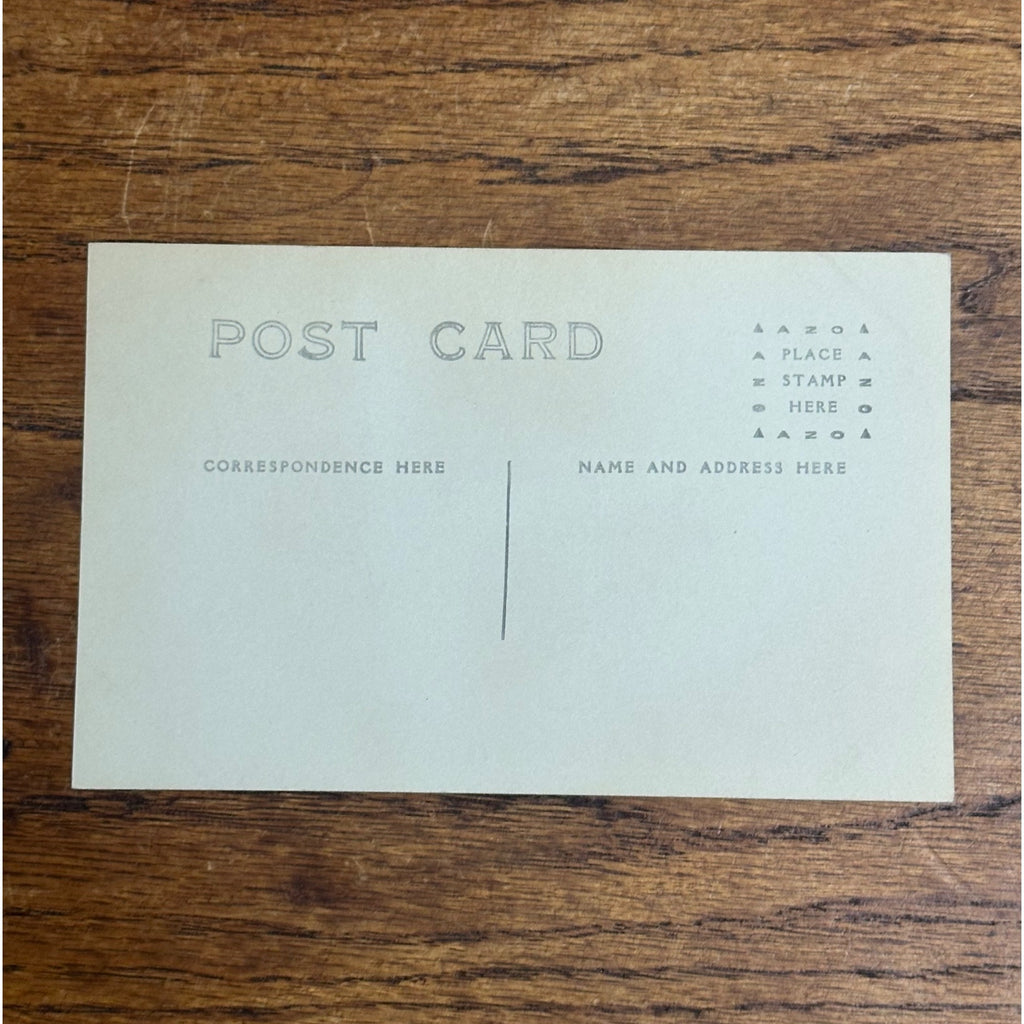 POST CARD
AZO
A PLACE A
Z STAMP Z
O HERE O
AZO
CORRESPONDENCE HERE
NAME AND ADDRESS HERE